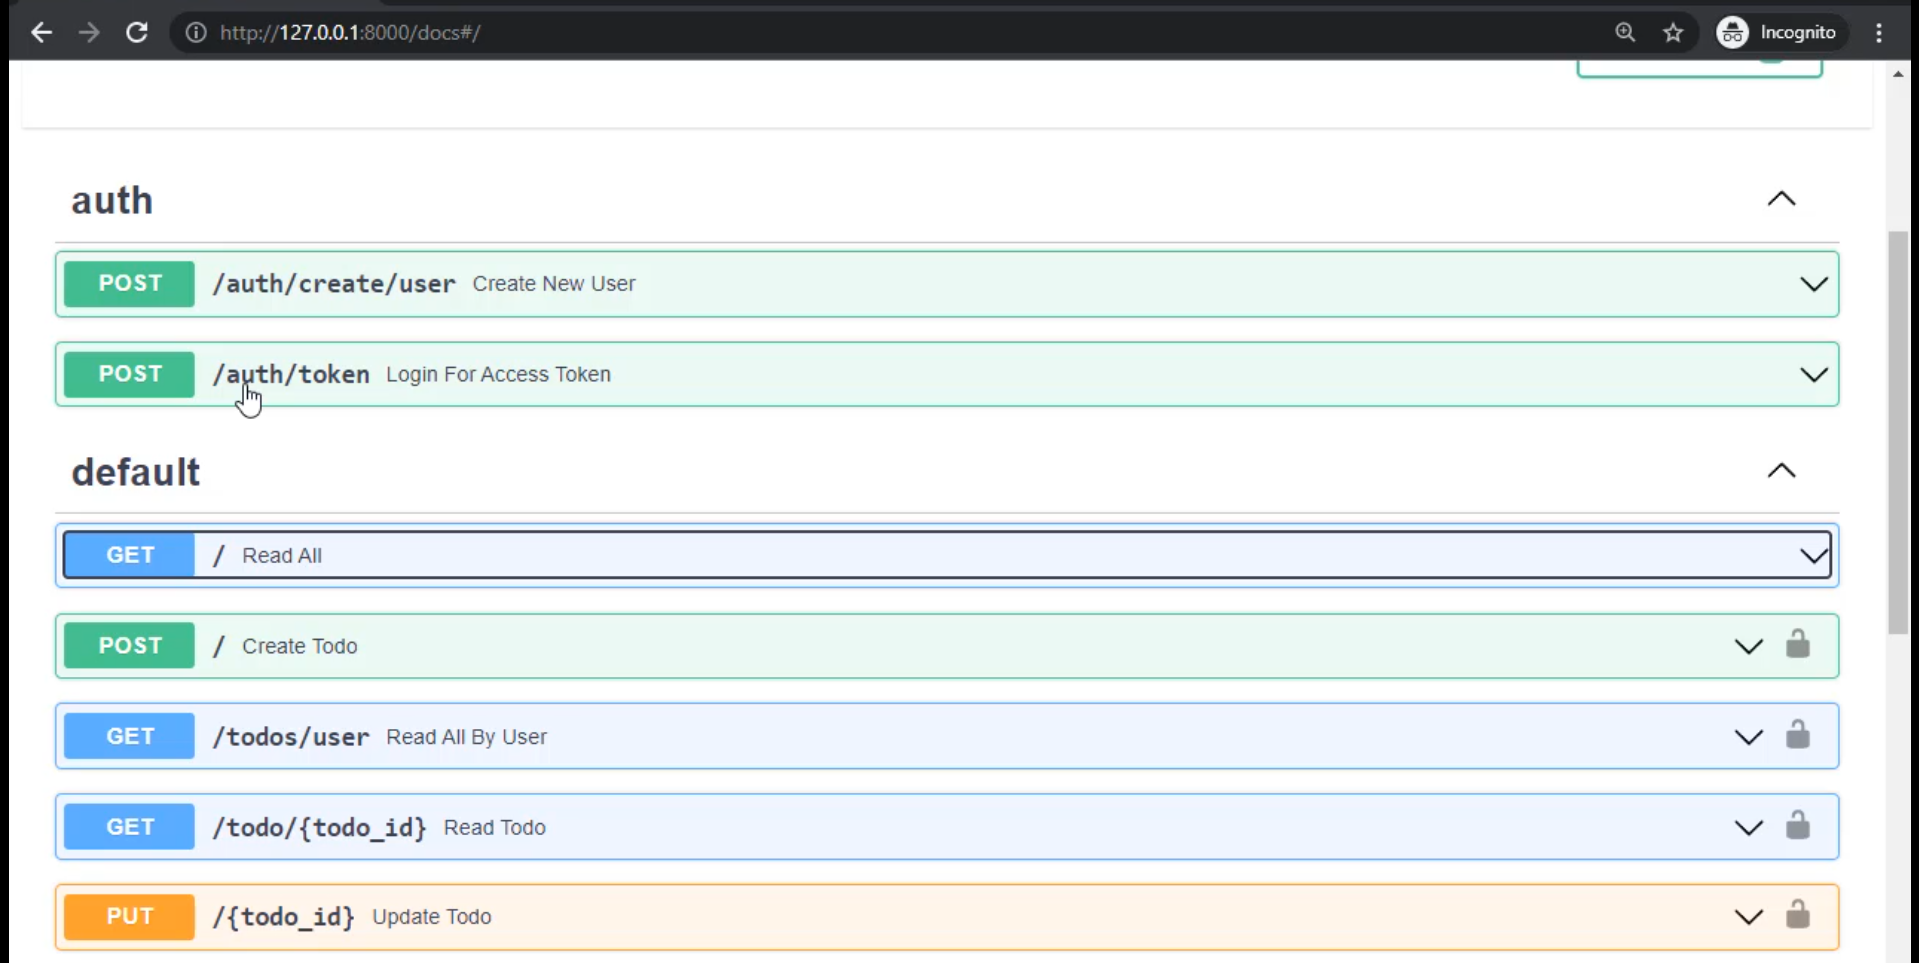 http://127.0.0.1:8000/docs#/ Incognito
auth
POST /auth/create/user Create New User
POST /auth/token Login For Access Token
default
GET / Read All
POST / Create Todo
GET /todos/user Read All By User
GET /todo/{todo_id} Read Todo
PUT /{todo_id} Update Todo